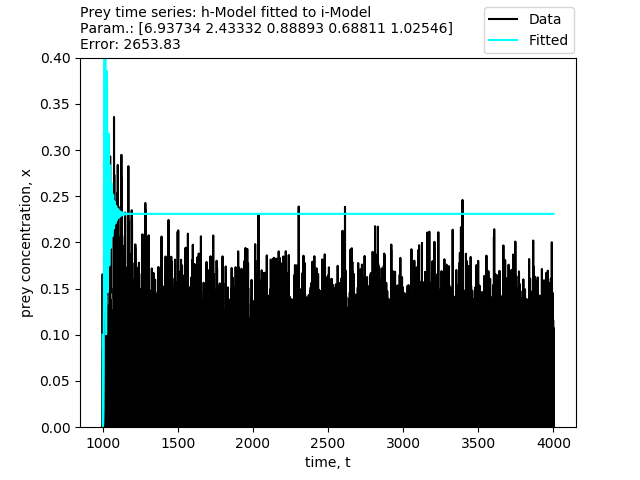 Prey time series: h-Model fitted to i-Model
Param.: [6.93734 2.43332 0.88893 0.68811 1.02546]
Error: 2653.83
Data
Fitted
0.40
0.35
0.30
0.25
0.20
0.15
0.10
0.05
0.00
prey concentration, x
1000 1500 2000 2500 3000 3500 4000
time, t